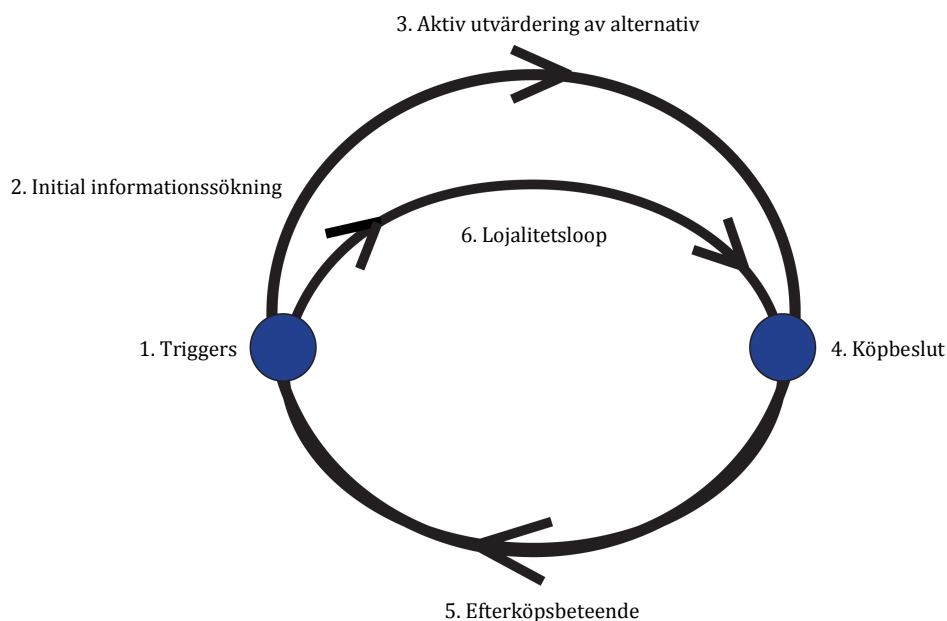 3. Aktiv utvärdering av alternativ
2. Initial informationssökning
6. Lojalitetsloop
1. Triggers
4. Köpbeslut
5. Efterköpsbeteende